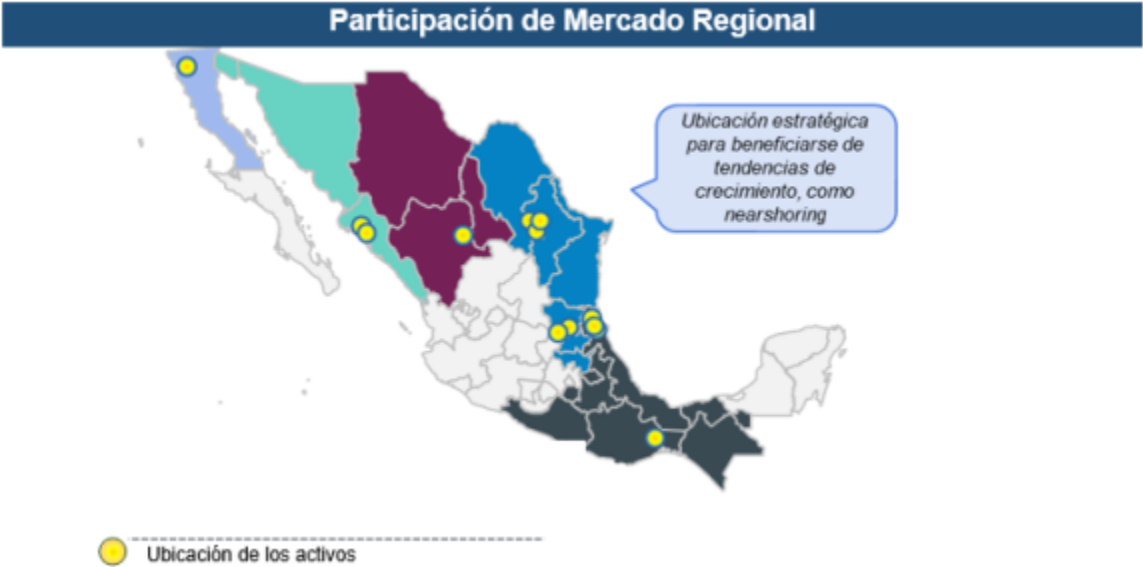 Participación de Mercado Regional
Ubicación estratégica
para beneficiarse de
tendencias de
crecimiento, como
nearshoring
Ubicación de los activos